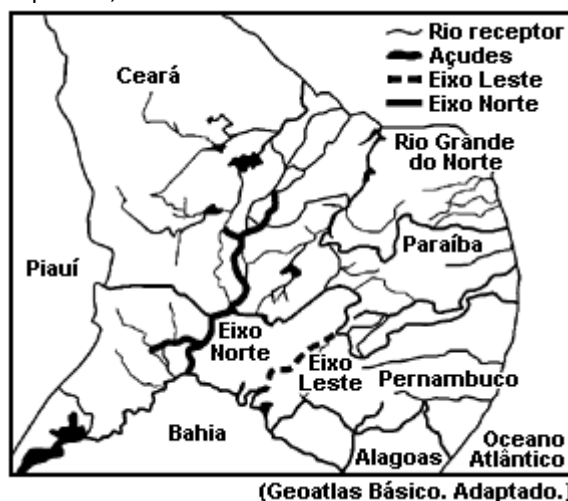 Rio receptor
Açudes
Eixo Leste
Eixo Norte
Ceará
Rio Grande
do Norte
Paraíba
Piauí
Eixo
Norte
Eixo
Leste
Pernambuco
Bahia
Alagoas
Oceano
Atlântico
(Geoatlas Básico. Adaptado.)